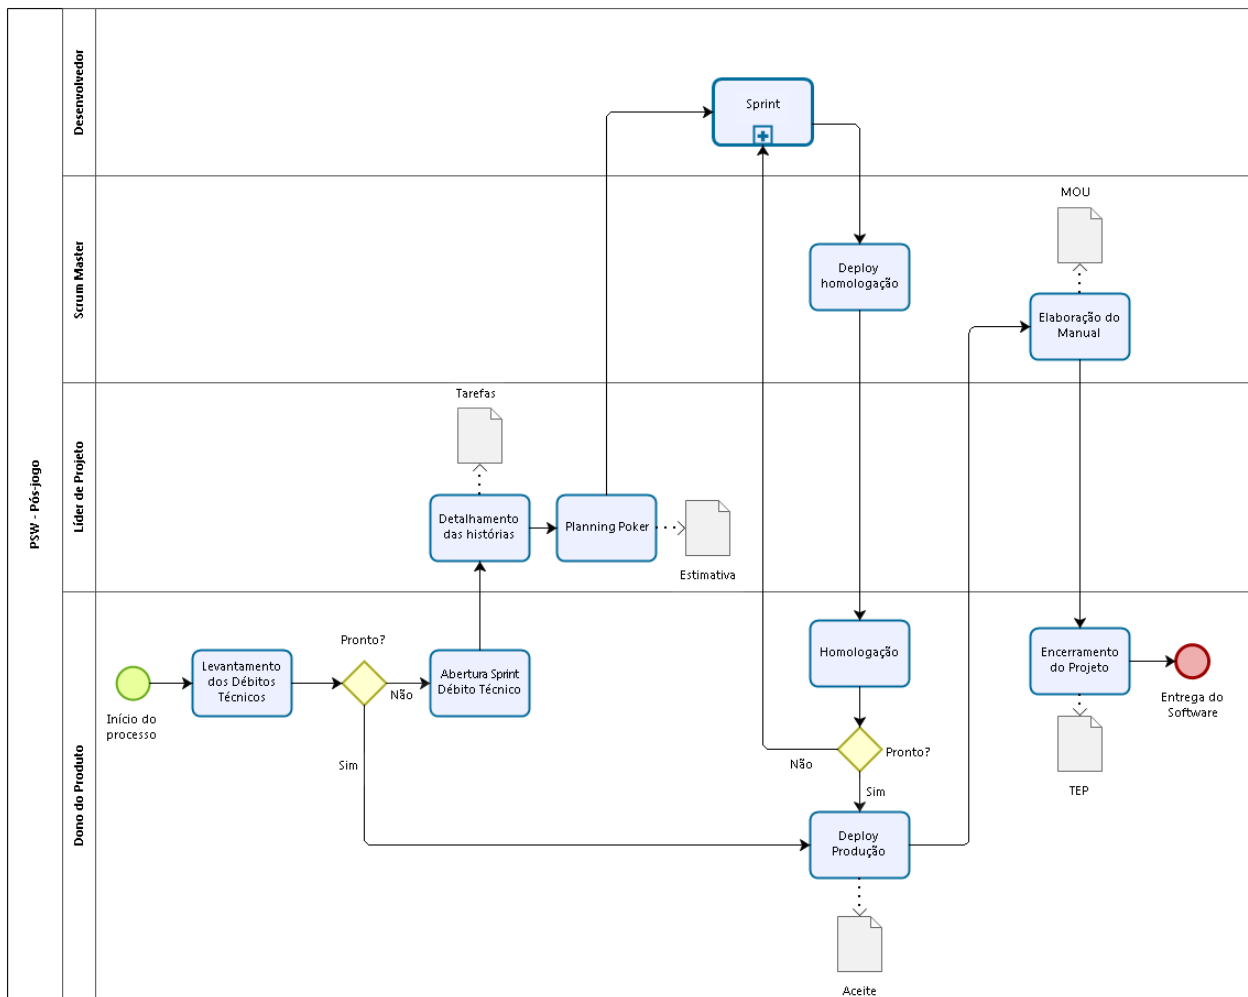 PSW - Pós-jogo
Desenvolvedor
Sprint
Scrum Master
MOU
Deploy
homologação
Elaboração do
Manual
Líder de Projeto
Tarefas
Detalhamento
das histórias
Planning Poker
Estimativa
Dono do Produto
Início do
processo
Levantamento
dos Débitos
Técnicos
Pronto?
Não
Sim
Abertura Sprint
Débito Técnico
Homologação
Pronto?
Não
Sim
Deploy
Produção
Aceite
Encerramento
do Projeto
TEP
Entrega do
Software